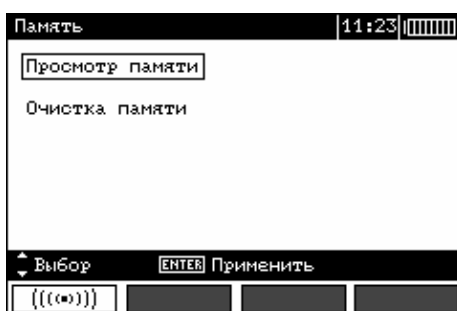 Память 11:23
Просмотр памяти
Очистка памяти
Выбор ENTER Применить